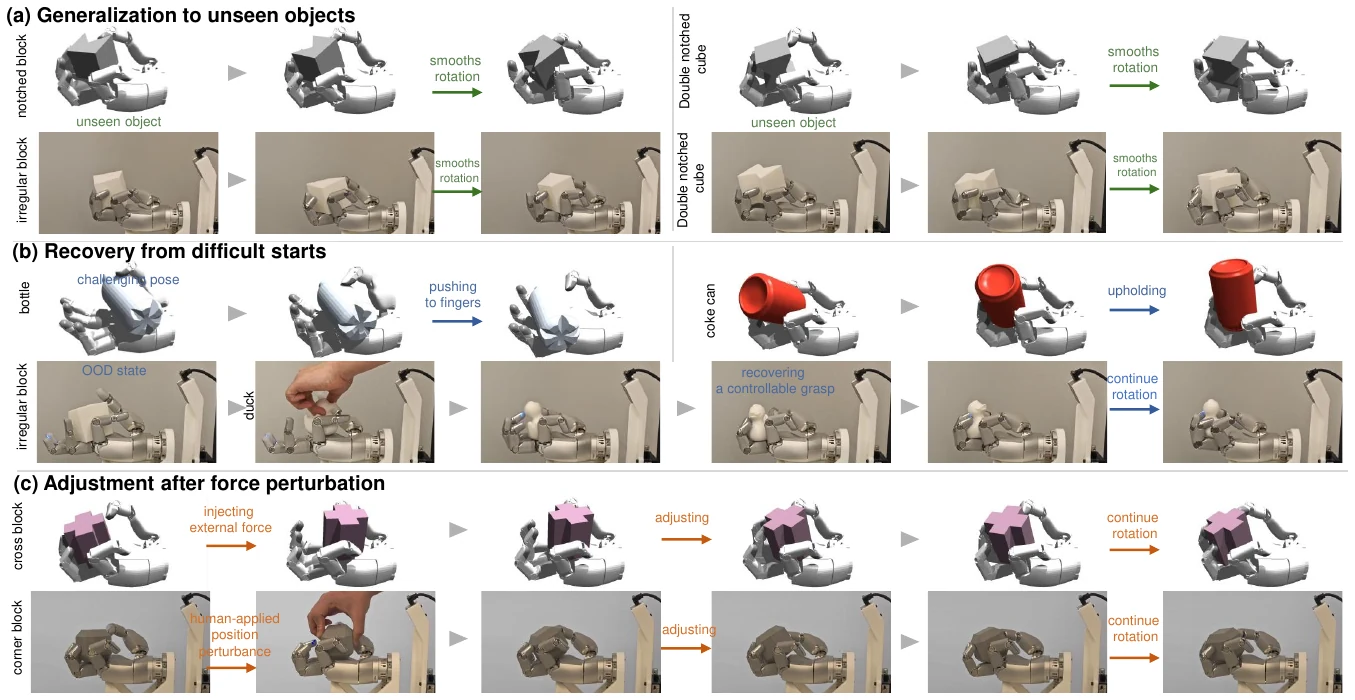 (a) Generalization to unseen objects
notched block
smooths
rotation
unseen object
Double notched
cube
smooths
rotation
unseen object
irregular block
smooths
rotation
Double notched
cube
smooths
rotation
(b) Recovery from difficult starts
bottle
challenging pose
pushing
to fingers
coke can
upholding
irregular block
OOD state
duck
recovering
a controllable grasp
continue
rotation
(c) Adjustment after force perturbation
cross block
injecting
external force
adjusting
continue
rotation
corner block
human-applied
position
perturbance
adjusting
continue
rotation